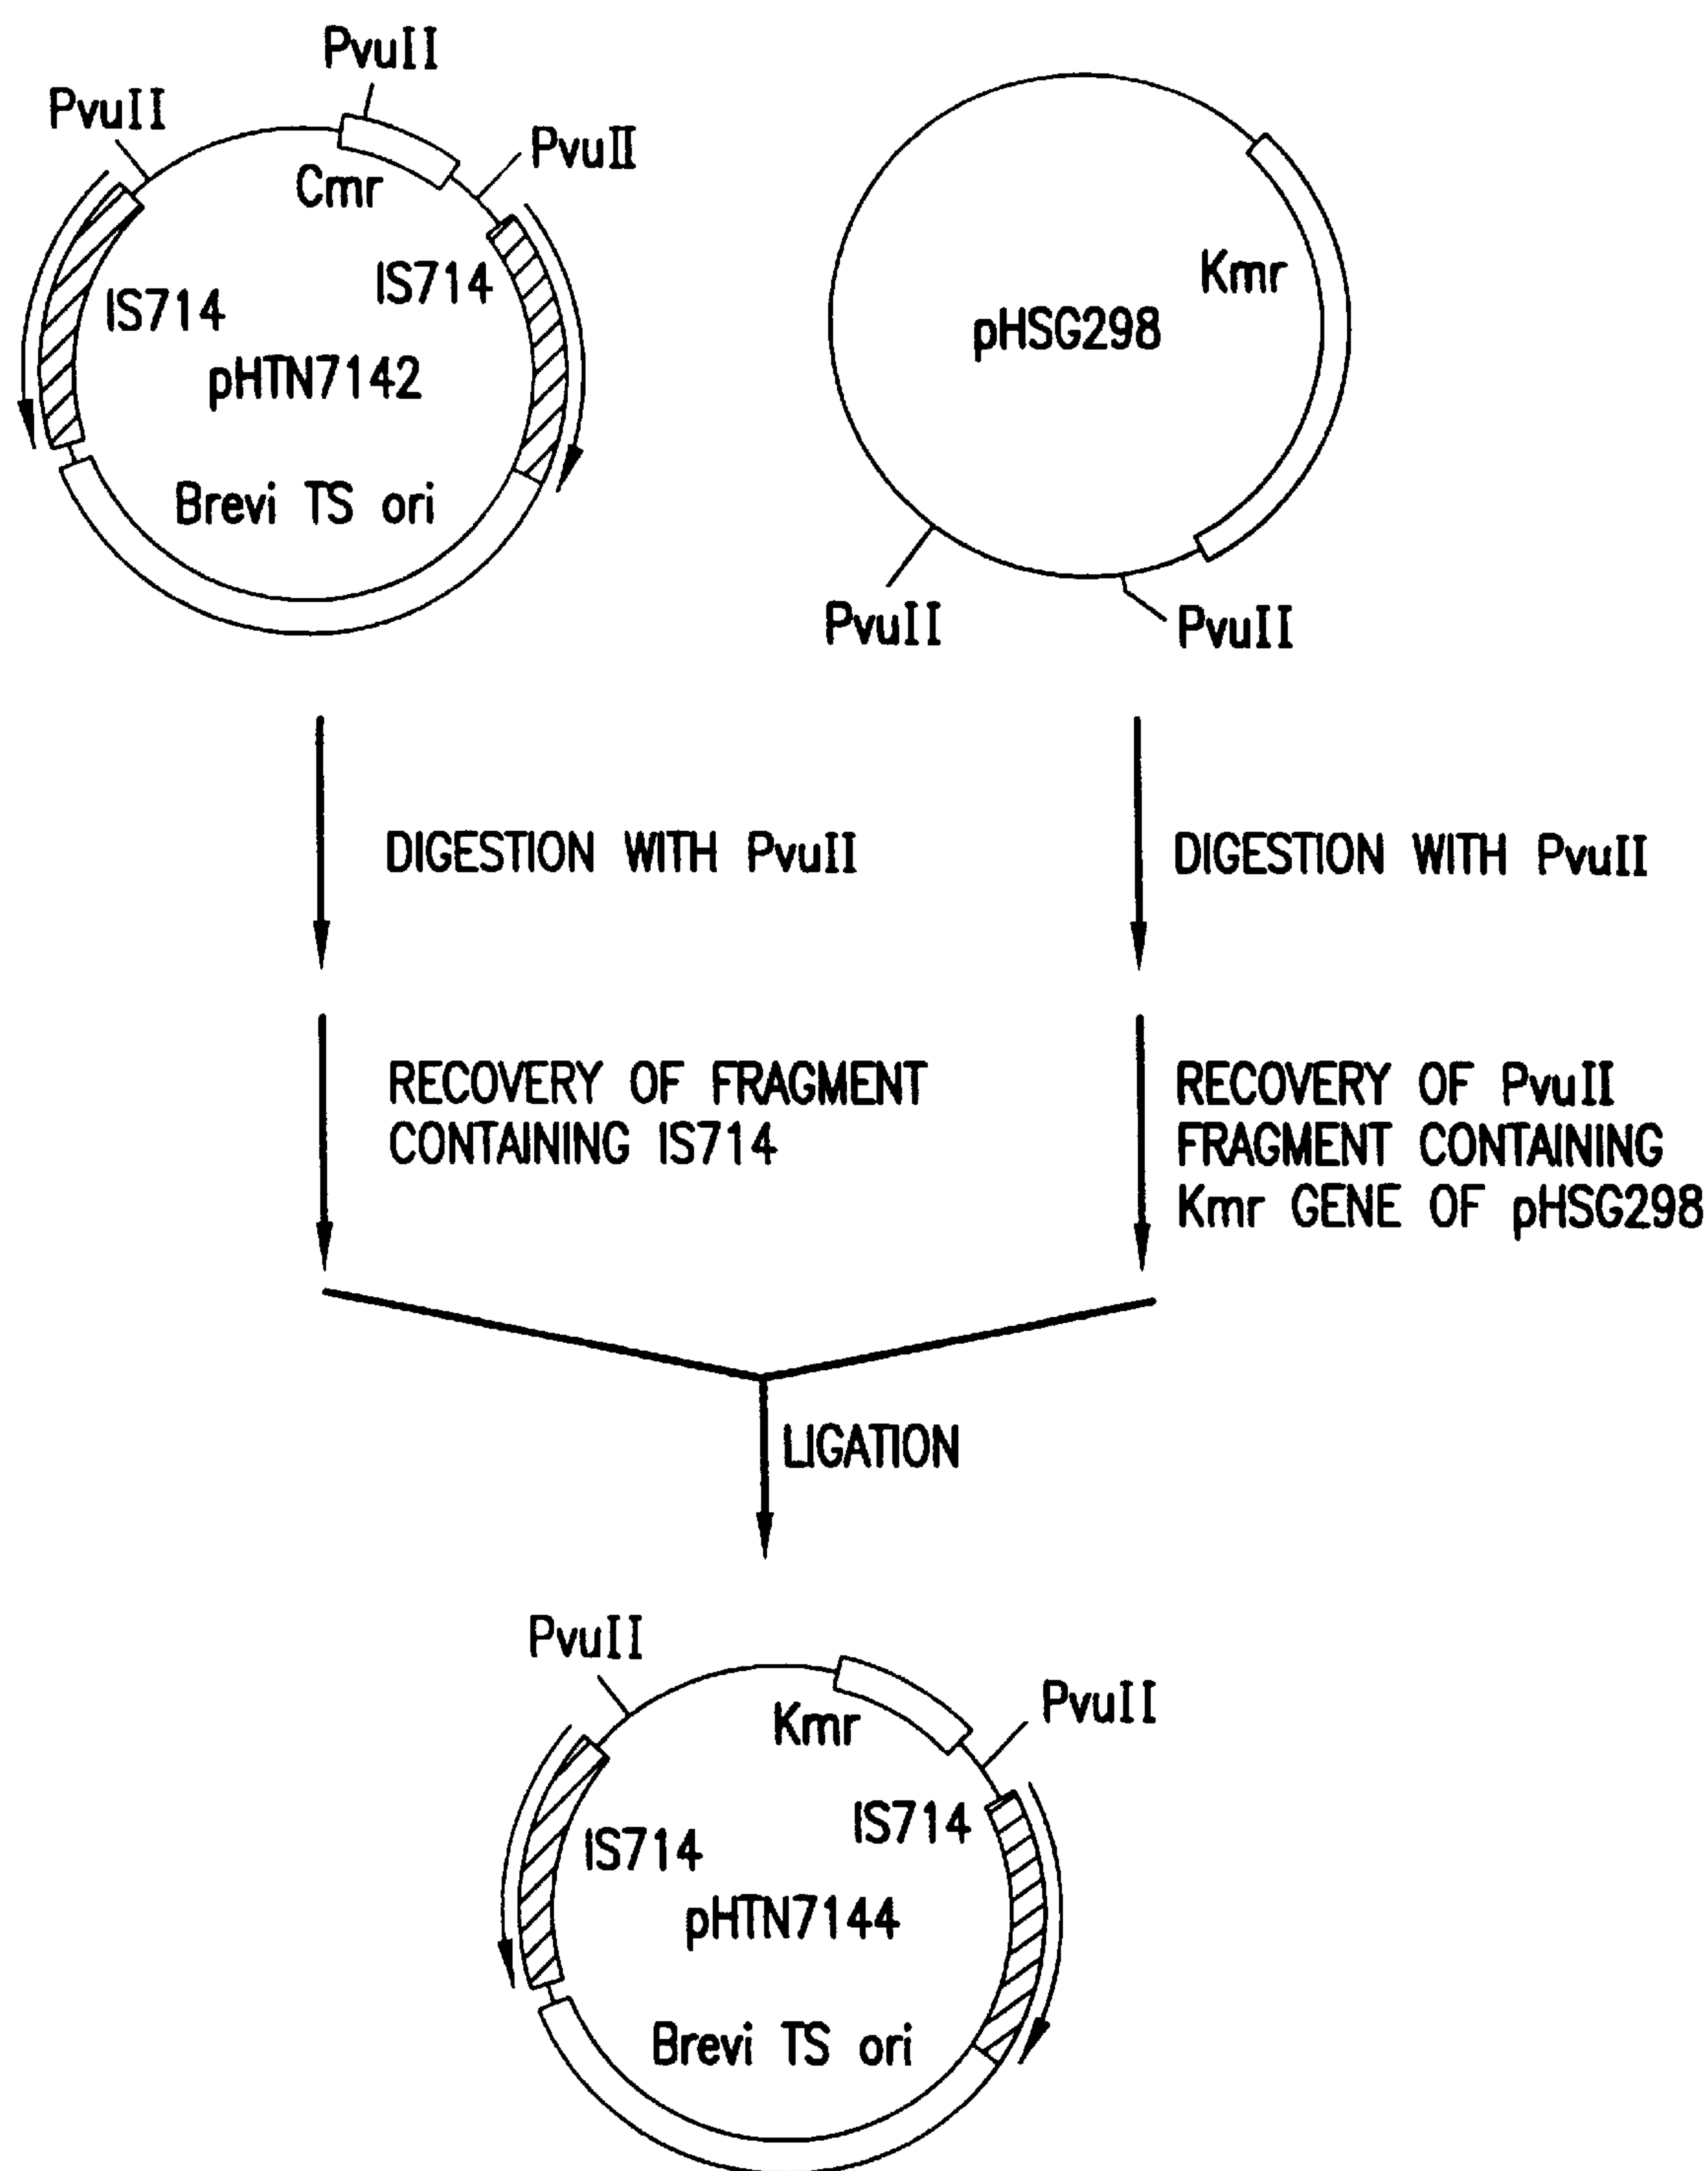 PvuII
PvuII
PvuII
Cmr
IS714
IS714
pHTN7142
Brevi TS ori
Kmr
pHSG298
PvuII
PvuII
DIGESTION WITH PvuII
DIGESTION WITH PvuII
RECOVERY OF FRAGMENT
CONTAINING IS714
RECOVERY OF PvuII
FRAGMENT CONTAINING
Kmr GENE OF pHSG298
LIGATION
PvuII
PvuII
Kmr
IS714
IS714
pHTN7144
Brevi TS ori